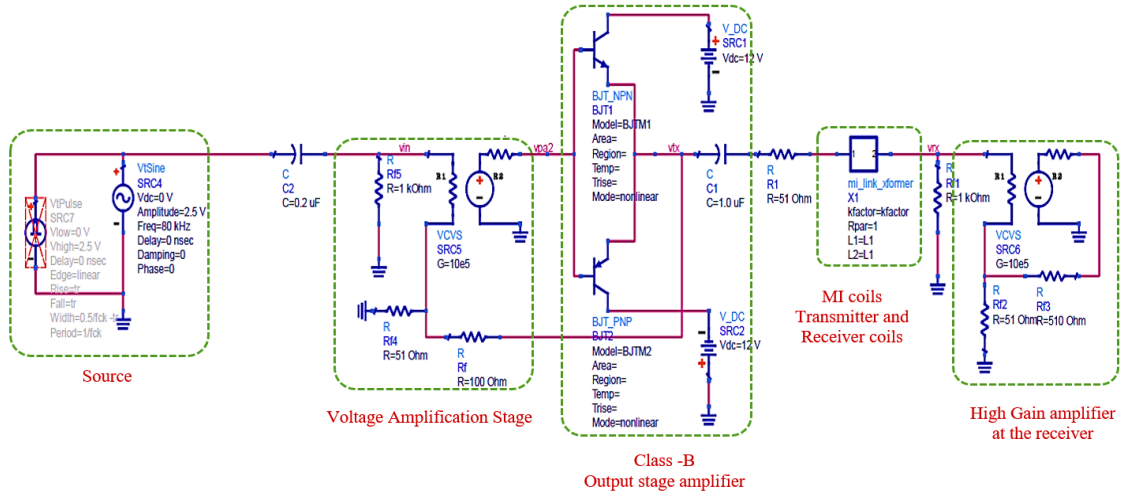 VtPulse
SRC7
Vlow=0 V
Vhigh=2.5 V
Delay=0 nsec
Edge=linear
Rise=tr
Fall=tr
Width=0.5/fck -tr
Period=1/fck
VtSine
SRC4
Vdc=0 V
Amplitude=2.5 V
Freq=80 kHz
Delay=0 nsec
Damping=0
Phase=0
Source
C
C2
C=0.2 uF
vin
R
Rf5
R=1 kOhm
R1
R2
VCVS
SRC5
G=10e5
R
Rf4
R=51 Ohm
R
Rf
R=100 Ohm
Voltage Amplification Stage
vpa2
BJT_NPN
BJT1
Model=BJTM1
Area=
Region=
Temp=
Trise=
Mode=nonlinear
V_DC
SRC1
Vdc=12 V
BJT_PNP
BJT2
Model=BJTM2
Area=
Region=
Temp=
Trise=
Mode=nonlinear
V_DC
SRC2
Vdc=12 V
Class -B
Output stage amplifier
vtx
C
C1
C=1.0 uF
R
R1
R=51 Ohm
1 2
mi_link_xformer
X1
kfactor=kfactor
Rpar=1
L1=L1
L2=L1
MI coils
Transmitter and
Receiver coils
vrx
R
R=1 kOhm
R1
R2
VCVS
SRC6
G=10e5
R
Rf2
R=51 Ohm
R
Rf3
R=510 Ohm
High Gain amplifier
at the receiver